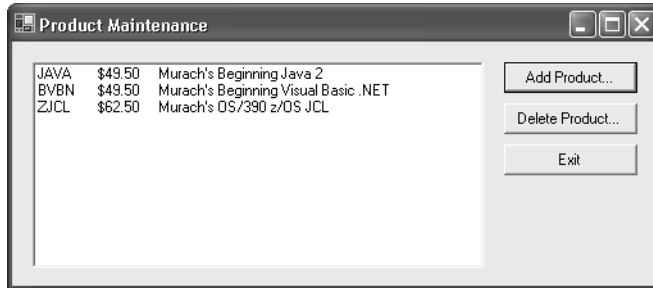 Product Maintenance
JAVA $49.50 Murach's Beginning Java 2
BVBN $49.50 Murach's Beginning Visual Basic .NET
ZJCL $62.50 Murach's OS/390 z/OS JCL
Add Product...
Delete Product...
Exit